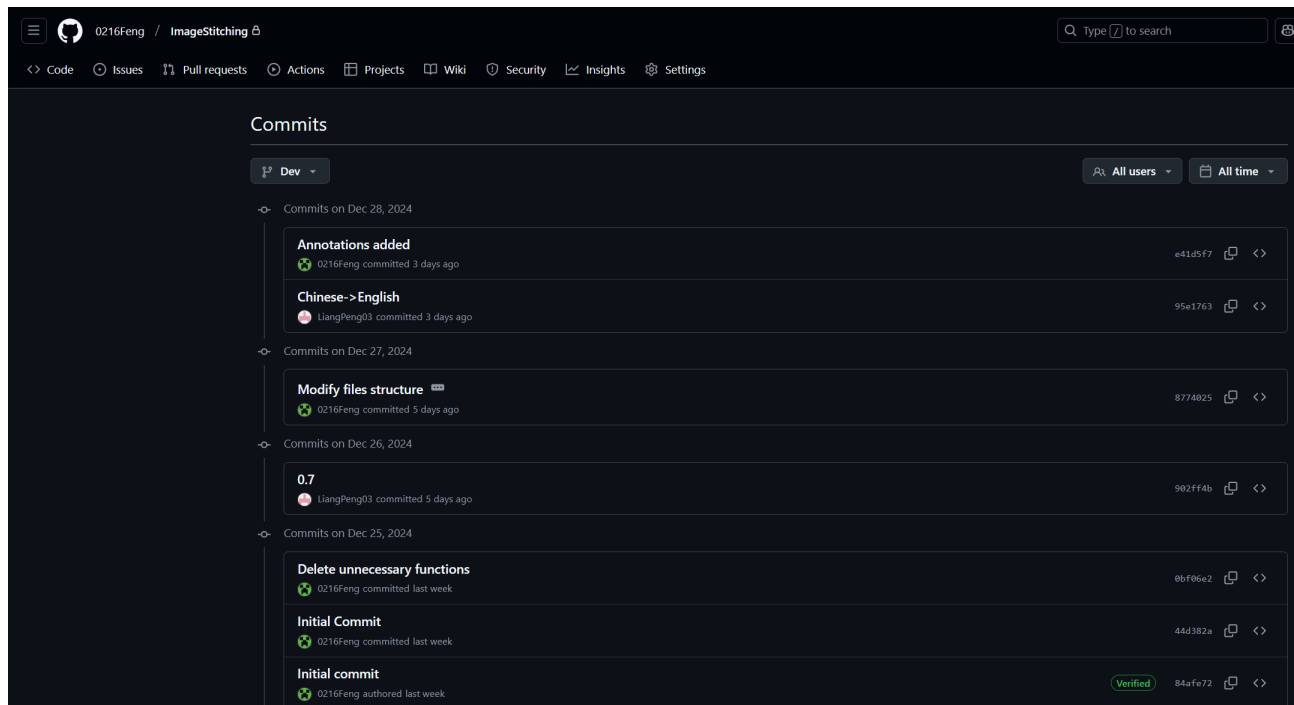 0216Feng / ImageStitching
Type / to search
Code Issues Pull requests Actions Projects Wiki Security Insights Settings
Commits
Dev All users All time
Commits on Dec 28, 2024
Annotations added
0216Feng committed 3 days ago
e41d5f7
Chinese->English
LiangPeng03 committed 3 days ago
95e1763
Commits on Dec 27, 2024
Modify files structure
0216Feng committed 5 days ago
8774025
Commits on Dec 26, 2024
0.7
LiangPeng03 committed 5 days ago
902ff4b
Commits on Dec 25, 2024
Delete unnecessary functions
0216Feng committed last week
0bf06e2
Initial Commit
0216Feng committed last week
44d382a
Initial commit
0216Feng authored last week
Verified 84afe72